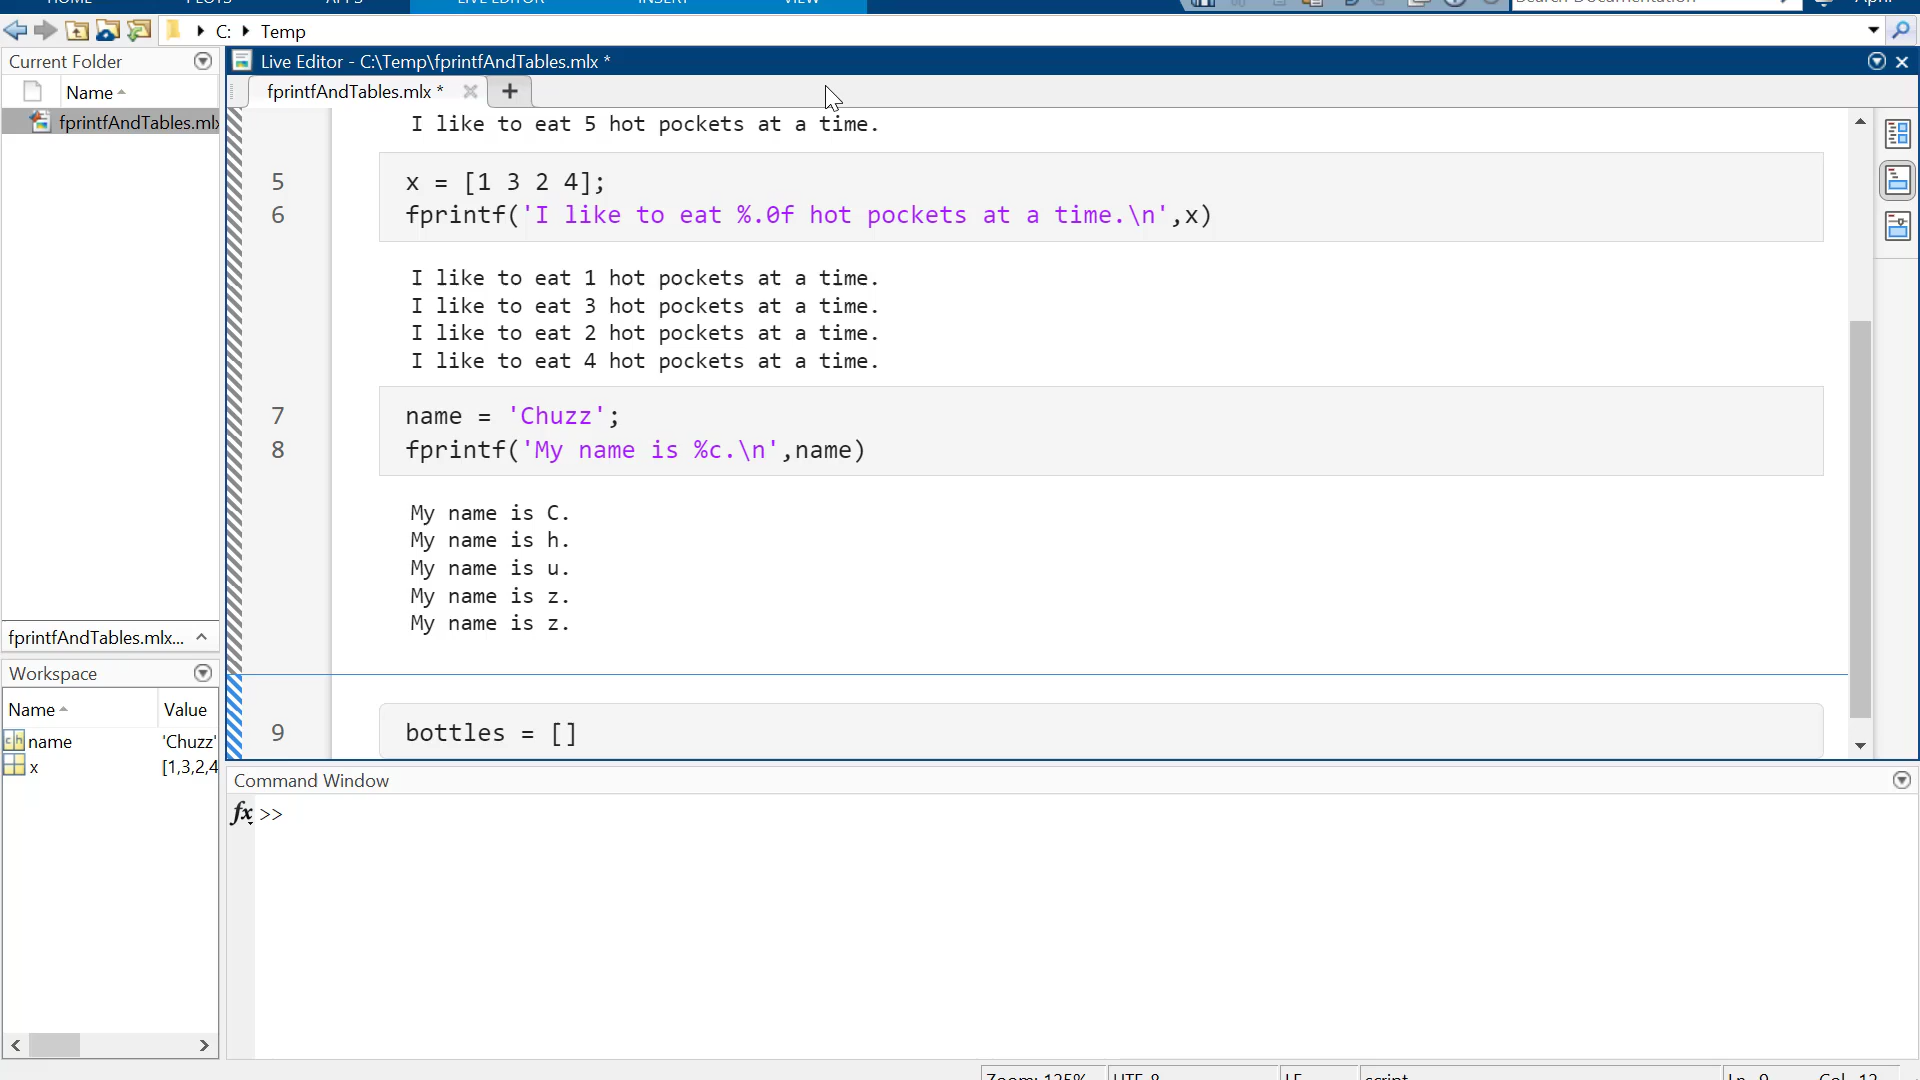 HOME PLOTS APPS LIVE EDITOR INSERT VIEW Search Documentation April
C: Temp
Current Folder
Live Editor - C:\Temp\fprintfAndTables.mlx *
Name
fprintfAndTables.mlx * +
fprintfAndTables.mlx
I like to eat 5 hot pockets at a time.
5 x = [1 3 2 4];
6 fprintf('I like to eat %.0f hot pockets at a time.\n',x)
I like to eat 1 hot pockets at a time.
I like to eat 3 hot pockets at a time.
I like to eat 2 hot pockets at a time.
I like to eat 4 hot pockets at a time.
7 name = 'Chuzz';
8 fprintf('My name is %c.\n',name)
My name is C.
My name is h.
My name is u.
My name is z.
My name is z.
fprintfAndTables.mlx...
Workspace
Name Value
name 'Chuzz'
x [1,3,2,4
9 bottles = []
Command Window
fx >>
Zoom: 125% UTF-8 LF script Ln 9 Col 12